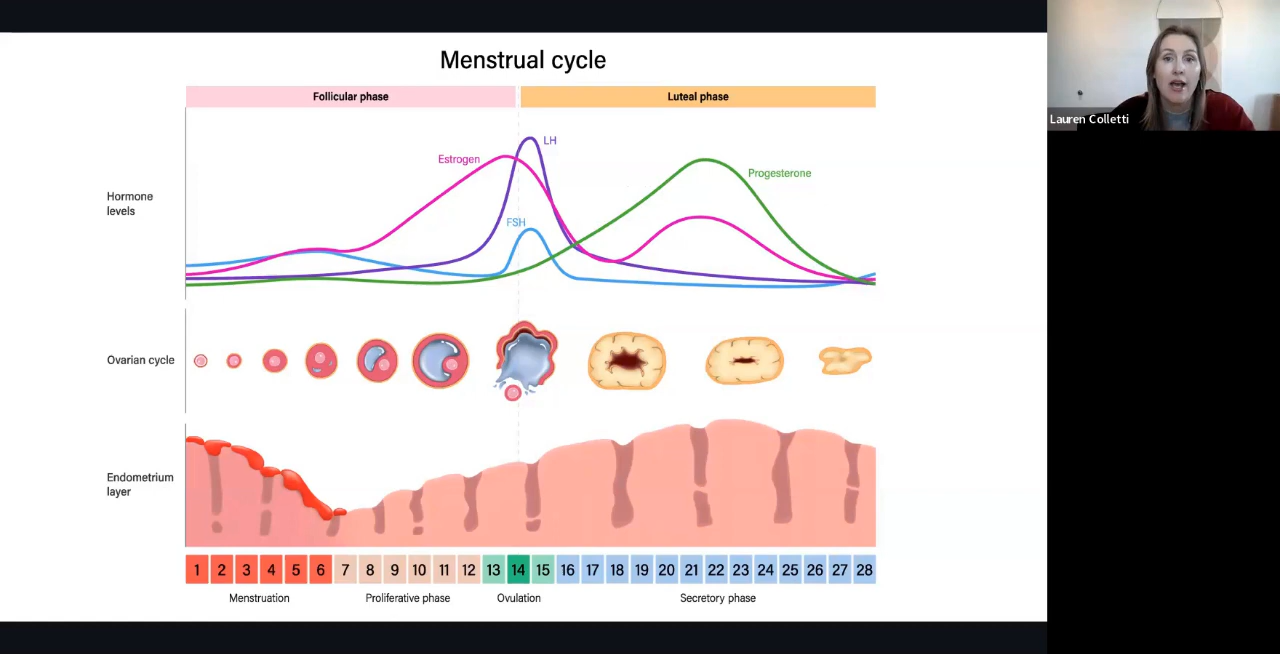 Menstrual cycle
Follicular phase
Luteal phase
Lauren Colletti
LH
Estrogen
Progesterone
Hormone
levels
FSH
Ovarian cycle
Endometrium
layer
1 2 3 4 5 6 7 8 9 10 11 12 13 14 15 16 17 18 19 20 21 22 23 24 25 26 27 28
Menstruation
Proliferative phase
Ovulation
Secretory phase